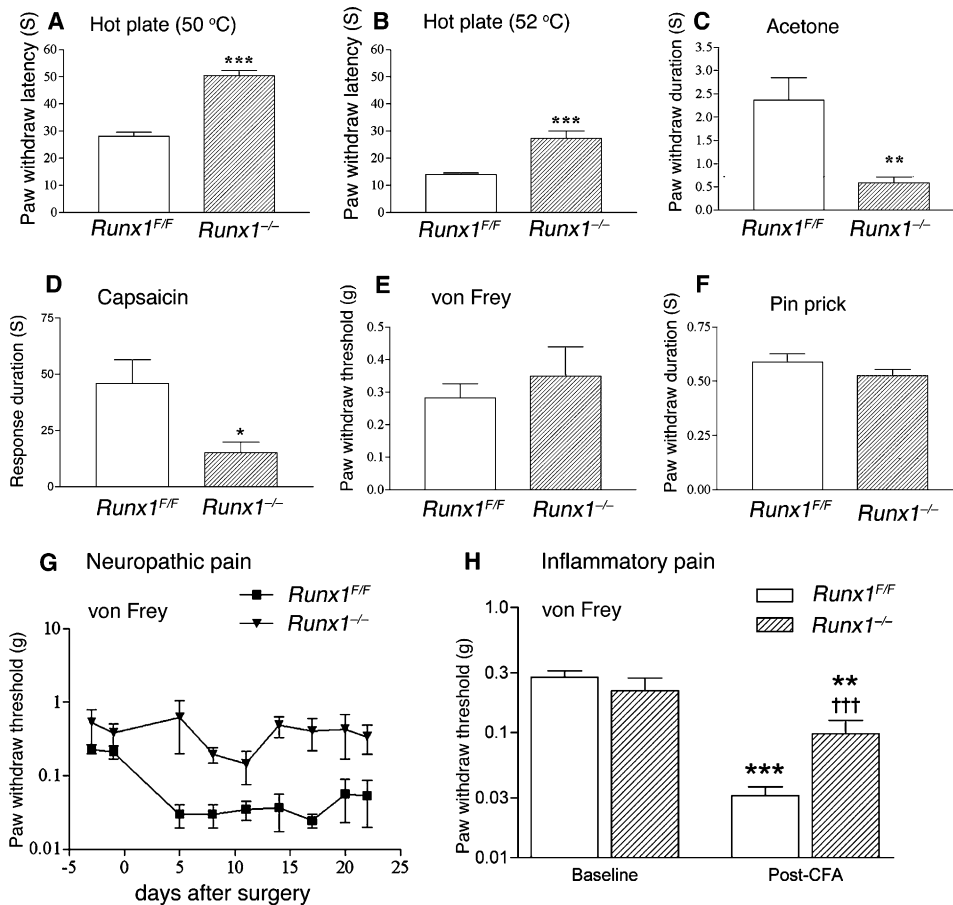 A Hot plate (50 °C)
Paw withdraw latency (S)
60
50
40
30
20
10
0
***
Runx1F/F Runx1–/–
B Hot plate (52 °C)
Paw withdraw latency (S)
60
50
40
30
20
10
0
***
Runx1F/F Runx1–/–
C Acetone
Paw withdraw duration (S)
3.5
3.0
2.5
2.0
1.5
1.0
0.5
0.0
**
Runx1F/F Runx1–/–
D Capsaicin
Response duration (S)
75
50
25
0
*
Runx1F/F Runx1–/–
E von Frey
Paw withdraw threshold (g)
0.5
0.4
0.3
0.2
0.1
0.0
Runx1F/F Runx1–/–
F Pin prick
Paw withdraw duration (S)
0.75
0.50
0.25
0.00
Runx1F/F Runx1–/–
G Neuropathic pain
Runx1F/F
von Frey
Runx1–/–
Paw withdraw threshold (g)
10
1
0.1
0.01
-5 0 5 10 15 20 25
days after surgery
H Inflammatory pain
von Frey
Runx1F/F
Runx1–/–
Paw withdraw threshold (g)
1.0
0.3
0.1
0.03
0.01
**
†††
***
Baseline Post-CFA